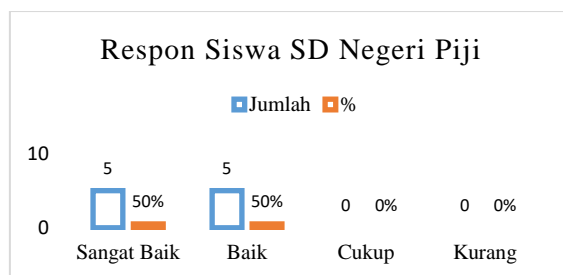 Respon Siswa SD Negeri Piji
Jumlah %
10
5 5
50% 50%
0 0% 0 0%
0
Sangat Baik Baik Cukup Kurang